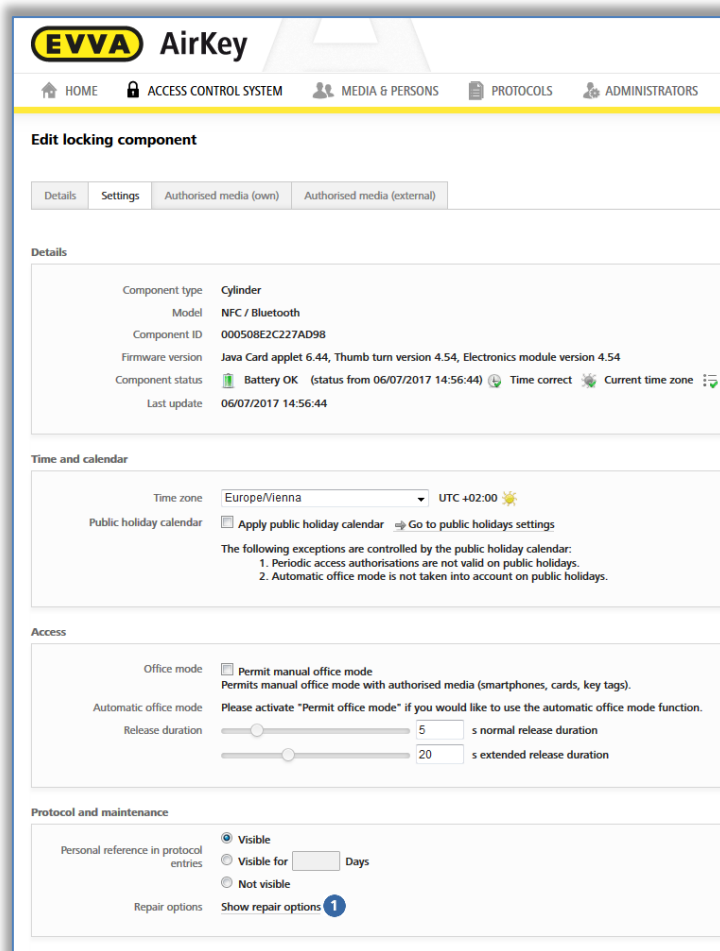 EVVA AirKey
HOME ACCESS CONTROL SYSTEM MEDIA & PERSONS PROTOCOLS ADMINISTRATORS
Edit locking component
Details Settings Authorised media (own) Authorised media (external)
Details
Component type Cylinder
Model NFC / Bluetooth
Component ID 000508E2C227AD98
Firmware version Java Card applet 6.44, Thumb turn version 4.54, Electronics module version 4.54
Component status Battery OK (status from 06/07/2017 14:56:44) Time correct Current time zone
Last update 06/07/2017 14:56:44
Time and calendar
Time zone Europe/Vienna UTC +02:00
Public holiday calendar Apply public holiday calendar Go to public holidays settings
The following exceptions are controlled by the public holiday calendar:
1. Periodic access authorisations are not valid on public holidays.
2. Automatic office mode is not taken into account on public holidays.
Access
Office mode Permit manual office mode
Permits manual office mode with authorised media (smartphones, cards, key tags).
Automatic office mode Please activate "Permit office mode" if you would like to use the automatic office mode function.
Release duration 5 s normal release duration
20 s extended release duration
Protocol and maintenance
Personal reference in protocol entries Visible
Visible for Days
Not visible
Repair options Show repair options 1